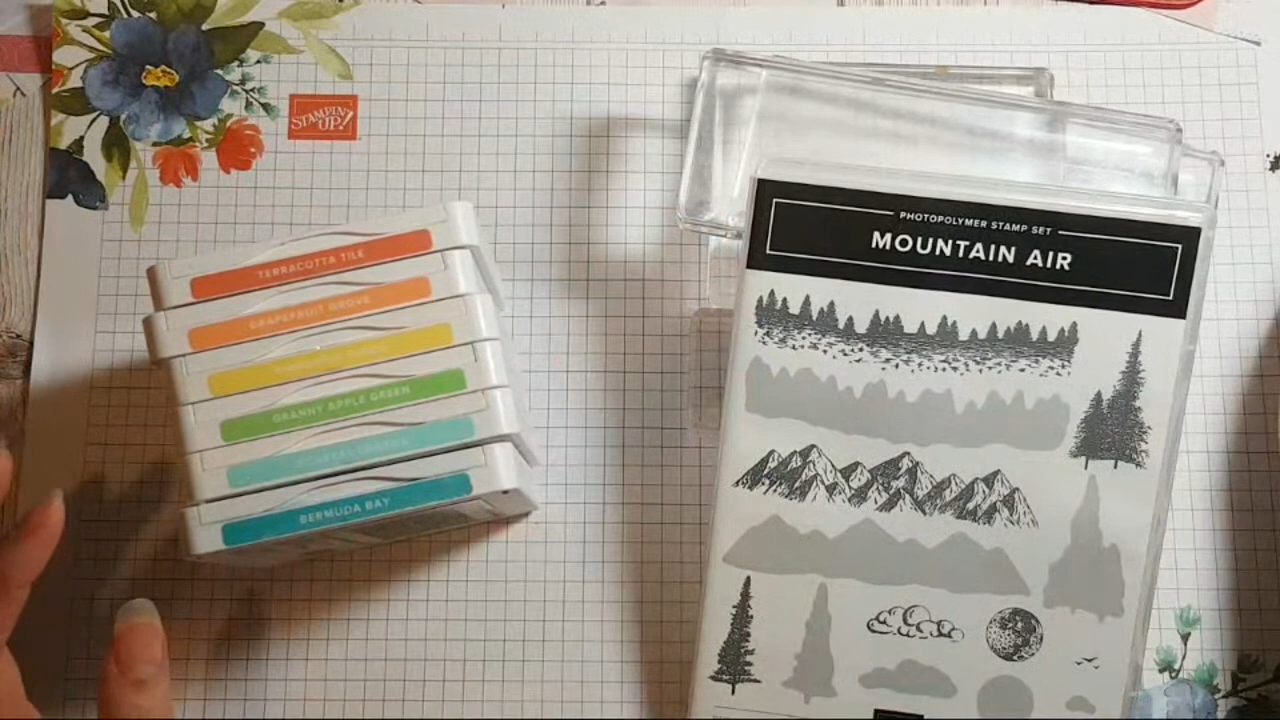 STAMPIN' UP!
TERRACOTTA TILE
GRAPEFRUIT GROVE
GRANNY APPLE GREEN
BERMUDA BAY
PHOTOPOLYMER STAMP SET
MOUNTAIN AIR